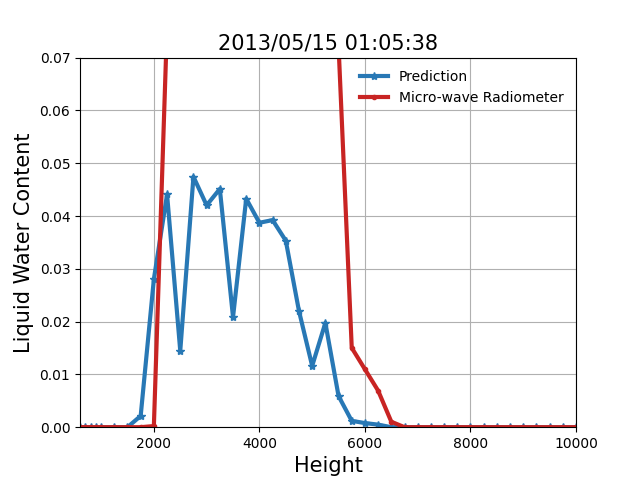 2013/05/15 01:05:38
0.07
0.06
0.05
0.04
0.03
0.02
0.01
0.00
Liquid Water Content
Prediction
Micro-wave Radiometer
2000 4000 6000 8000 10000
Height